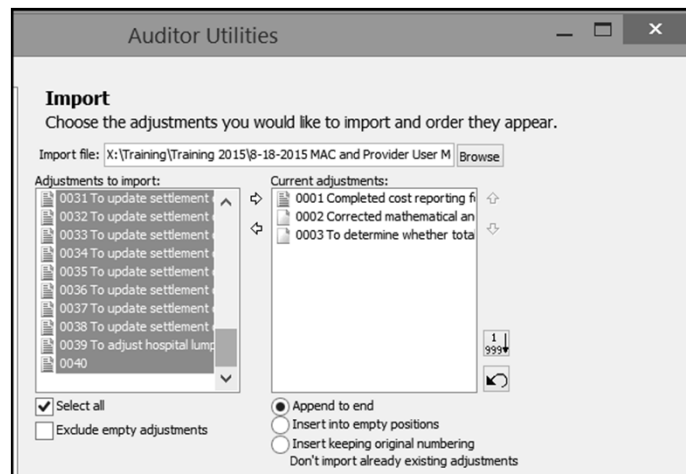 Auditor Utilities
Import
Choose the adjustments you would like to import and order they appear.
Import file: X:\Training\Training 2015\8-18-2015 MAC and Provider User M Browse
Adjustments to import:
0031 To update settlement
0032 To update settlement
0033 To update settlement
0034 To update settlement
0035 To update settlement
0036 To update settlement
0037 To update settlement
0038 To update settlement
0039 To adjust hospital lump
0040
Select all
Exclude empty adjustments
Current adjustments:
0001 Completed cost reporting f
0002 Corrected mathematical an
0003 To determine whether total
1
999
Append to end
Insert into empty positions
Insert keeping original numbering
Don't import already existing adjustments